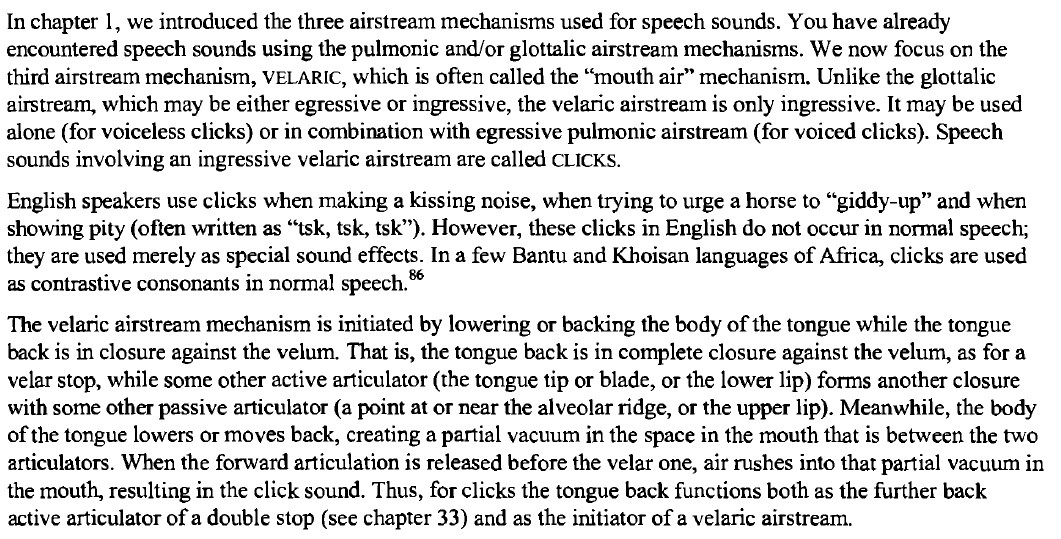 In chapter 1, we introduced the three airstream mechanisms used for speech sounds. You have already
encountered speech sounds using the pulmonic and/or glottalic airstream mechanisms. We now focus on the
third airstream mechanism, VELARIC, which is often called the “mouth air” mechanism. Unlike the glottalic
airstream, which may be either egressive or ingressive, the velaric airstream is only ingressive. It may be used
alone (for voiceless clicks) or in combination with egressive pulmonic airstream (for voiced clicks). Speech
sounds involving an ingressive velaric airstream are called CLICKS.
English speakers use clicks when making a kissing noise, when trying to urge a horse to “giddy-up” and when
showing pity (often written as “tsk, tsk, tsk”). However, these clicks in English do not occur in normal speech;
they are used merely as special sound effects. In a few Bantu and Khoisan languages of Africa, clicks are used
as contrastive consonants in normal speech.86
The velaric airstream mechanism is initiated by lowering or backing the body of the tongue while the tongue
back is in closure against the velum. That is, the tongue back is in complete closure against the velum, as for a
velar stop, while some other active articulator (the tongue tip or blade, or the lower lip) forms another closure
with some other passive articulator (a point at or near the alveolar ridge, or the upper lip). Meanwhile, the body
of the tongue lowers or moves back, creating a partial vacuum in the space in the mouth that is between the two
articulators. When the forward articulation is released before the velar one, air rushes into that partial vacuum in
the mouth, resulting in the click sound. Thus, for clicks the tongue back functions both as the further back
active articulator of a double stop (see chapter 33) and as the initiator of a velaric airstream.